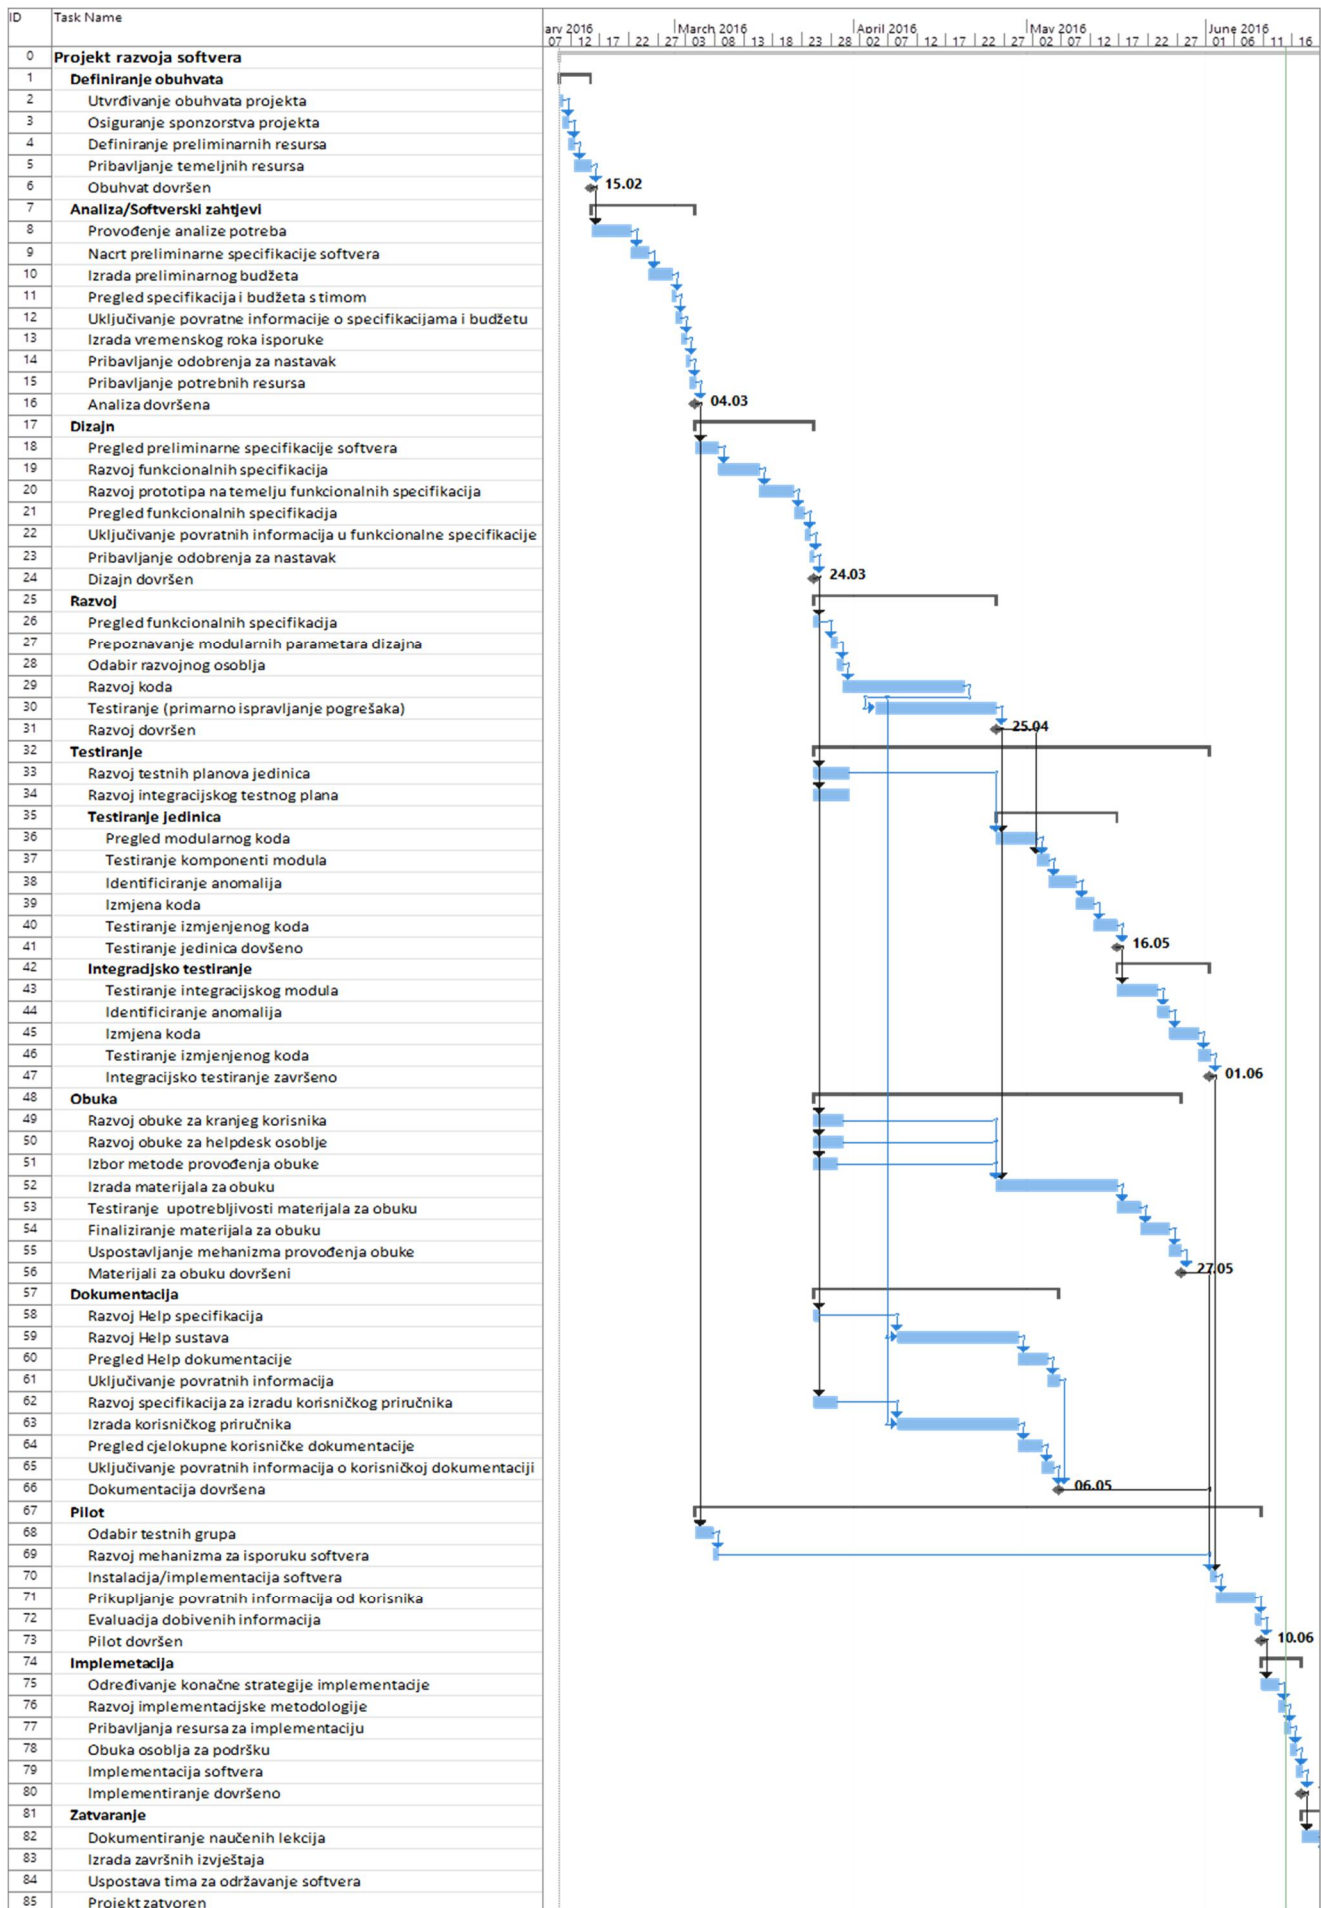 ID Task Name
ary 2016 March 2016 April 2016 May 2016 June 2016
07 12 17 22 27 03 08 13 18 23 28 02 07 12 17 22 27 02 07 12 17 22 27 01 06 11 16
0 Projekt razvoja softvera
1 Definiranje obuhvata
2 Utvrđivanje obuhvata projekta
3 Osiguranje sponzorstva projekta
4 Definiranje preliminarnih resursa
5 Pribavljanje temeljnih resursa
6 Obuhvat dovršen 15.02
7 Analiza/Softverski zahtjevi
8 Provođenje analize potreba
9 Nacrt preliminarne specifikacije softvera
10 Izrada preliminarnog budžeta
11 Pregled specifikacija i budžeta s timom
12 Uključivanje povratne informacije o specifikacijama i budžetu
13 Izrada vremenskog roka isporuke
14 Pribavljanje odobrenja za nastavak
15 Pribavljanje potrebnih resursa
16 Analiza dovršena 04.03
17 Dizajn
18 Pregled preliminarne specifikacije softvera
19 Razvoj funkcionalnih specifikacija
20 Razvoj prototipa na temelju funkcionalnih specifikacija
21 Pregled funkcionalnih specifikacija
22 Uključivanje povratnih informacija u funkcionalne specifikacije
23 Pribavljanje odobrenja za nastavak
24 Dizajn dovršen 24.03
25 Razvoj
26 Pregled funkcionalnih specifikacija
27 Prepoznavanje modularnih parametara dizajna
28 Odabir razvojnog osoblja
29 Razvoj koda
30 Testiranje (primarno ispravljanje pogrešaka)
31 Razvoj dovršen 25.04
32 Testiranje
33 Razvoj testnih planova jedinica
34 Razvoj integracijskog testnog plana
35 Testiranje jedinica
36 Pregled modularnog koda
37 Testiranje komponenti modula
38 Identificiranje anomalija
39 Izmjena koda
40 Testiranje izmjenjenog koda
41 Testiranje jedinica dovšeno 16.05
42 Integracijsko testiranje
43 Testiranje integracijskog modula
44 Identificiranje anomalija
45 Izmjena koda
46 Testiranje izmjenjenog koda
47 Integracijsko testiranje završeno 01.06
48 Obuka
49 Razvoj obuke za kranjeg korisnika
50 Razvoj obuke za helpdesk osoblje
51 Izbor metode provođenja obuke
52 Izrada materijala za obuku
53 Testiranje upotrebljivosti materijala za obuku
54 Finaliziranje materijala za obuku
55 Uspostavljanje mehanizma provođenja obuke
56 Materijali za obuku dovršeni 27.05
57 Dokumentacija
58 Razvoj Help specifikacija
59 Razvoj Help sustava
60 Pregled Help dokumentacije
61 Uključivanje povratnih informacija
62 Razvoj specifikacija za izradu korisničkog priručnika
63 Izrada korisničkog priručnika
64 Pregled cjelokupne korisničke dokumentacije
65 Uključivanje povratnih informacija o korisničkoj dokumentaciji
66 Dokumentacija dovršena 06.05
67 Pilot
68 Odabir testnih grupa
69 Razvoj mehanizma za isporuku softvera
70 Instalacija/implementacija softvera
71 Prikupljanje povratnih informacija od korisnika
72 Evaluacija dobivenih informacija
73 Pilot dovršen 10.06
74 Implemetacija
75 Određivanje konačne strategije implementacije
76 Razvoj implementacijske metodologije
77 Pribavljanja resursa za implementaciju
78 Obuka osoblja za podršku
79 Implementacija softvera
80 Implementiranje dovršeno
81 Zatvaranje
82 Dokumentiranje naučenih lekcija
83 Izrada završnih izvještaja
84 Uspostava tima za održavanje softvera
85 Projekt zatvoren